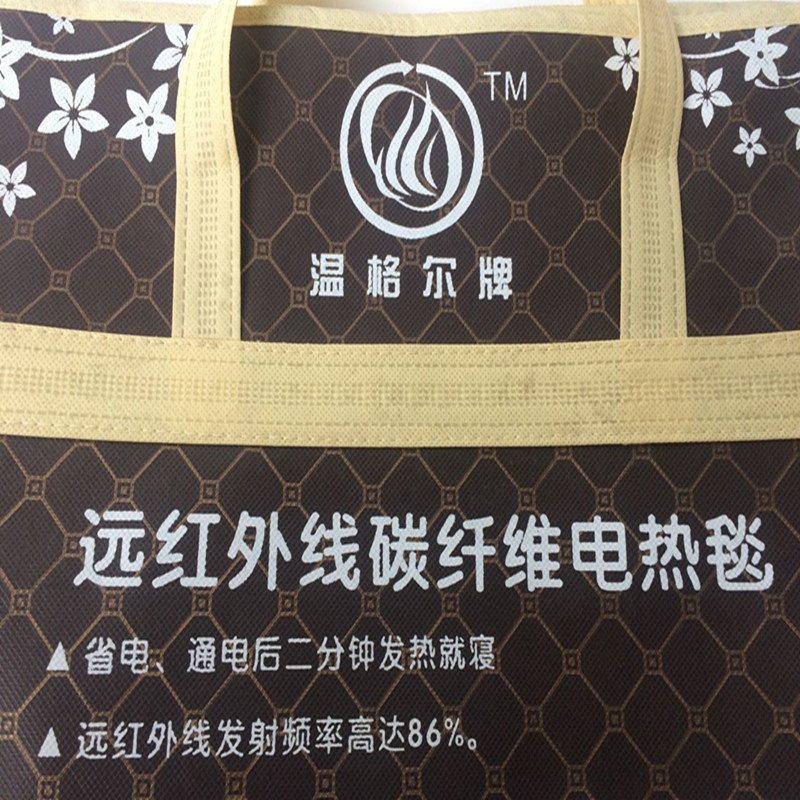 TM
温格尔牌
远红外线碳纤维电热毯
▲省电、通电后二分钟发热就寝
▲远红外线发射频率高达86%。